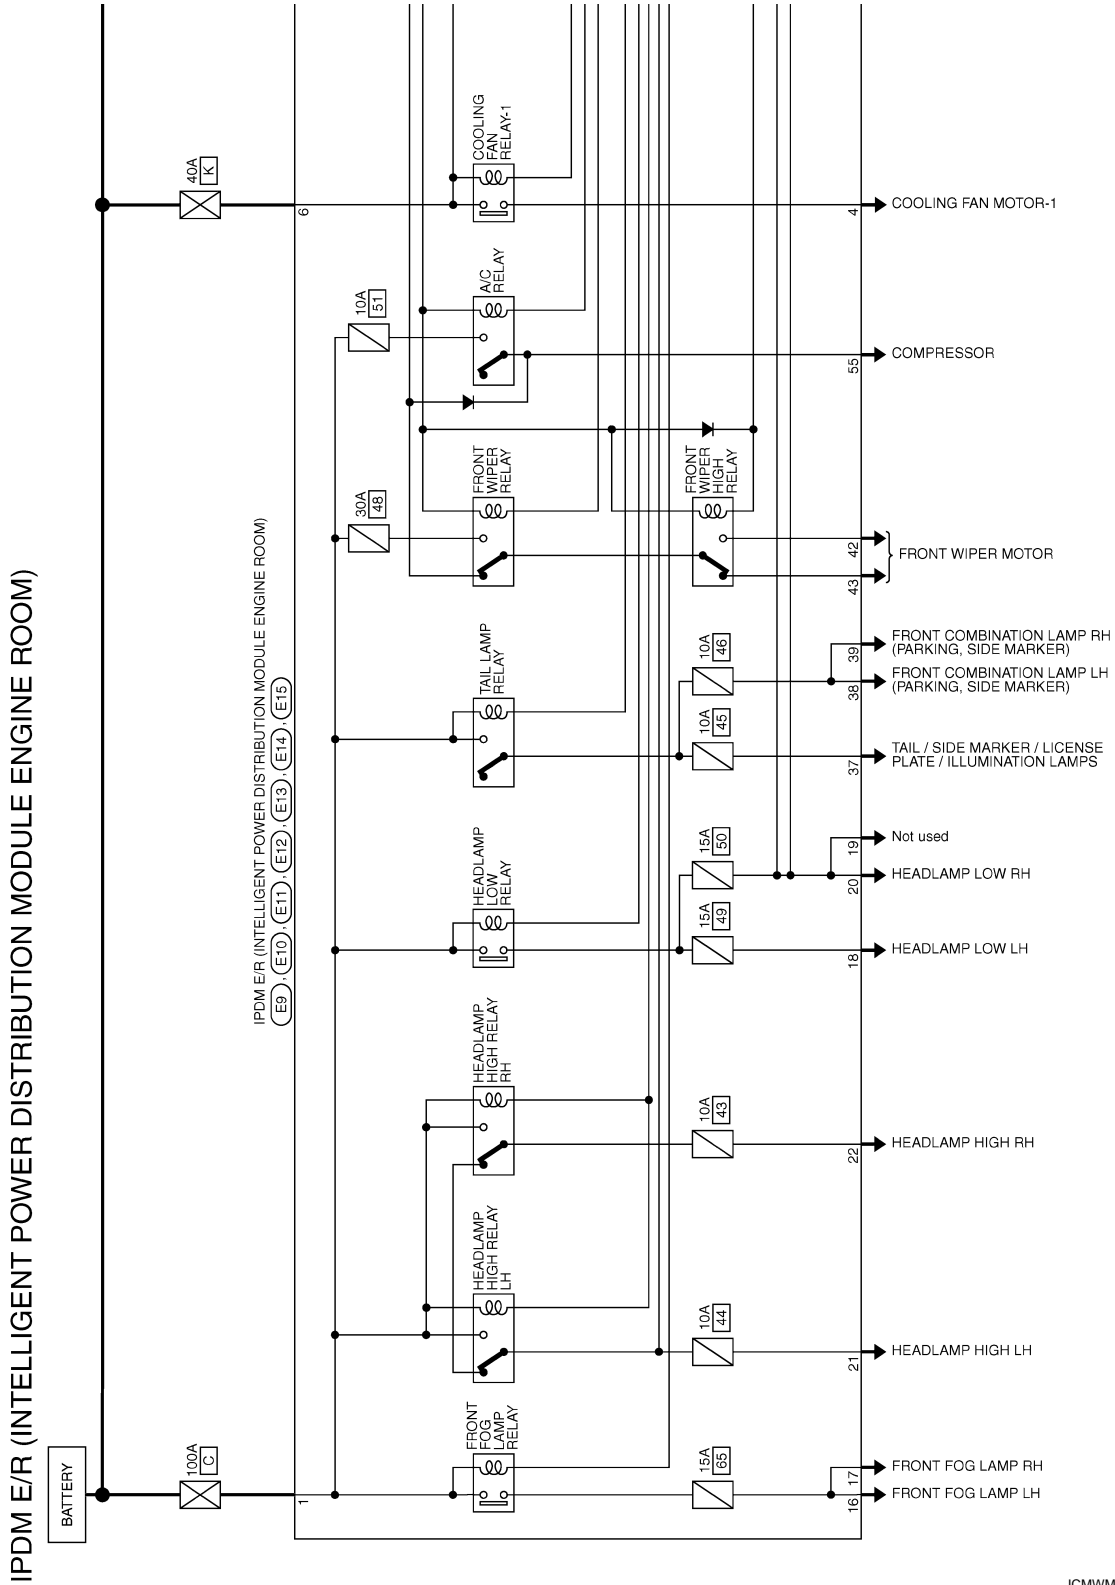 IPDM E/R (INTELLIGENT POWER DISTRIBUTION MODULE ENGINE ROOM)
BATTERY
100A
C
40A
K
IPDM E/R (INTELLIGENT POWER DISTRIBUTION MODULE ENGINE ROOM)
E9 , E10 , E11 , E12 , E13 , E14 , E15
1
6
10A
51
30A
48
COOLING
FAN
RELAY-1
A/C
RELAY
FRONT
WIPER
RELAY
FRONT
WIPER
HIGH
RELAY
TAIL LAMP
RELAY
HEADLAMP
LOW
RELAY
HEADLAMP
HIGH RELAY
RH
HEADLAMP
HIGH RELAY
LH
FRONT
FOG
LAMP
RELAY
10A
46
10A
45
15A
50
15A
49
10A
43
10A
44
15A
65
4
COOLING FAN MOTOR-1
55
COMPRESSOR
42
43
FRONT WIPER MOTOR
39
FRONT COMBINATION LAMP RH
(PARKING, SIDE MARKER)
38
FRONT COMBINATION LAMP LH
(PARKING, SIDE MARKER)
37
TAIL / SIDE MARKER / LICENSE
PLATE / ILLUMINATION LAMPS
19
Not used
20
HEADLAMP LOW RH
18
HEADLAMP LOW LH
22
HEADLAMP HIGH RH
21
HEADLAMP HIGH LH
17
FRONT FOG LAMP RH
16
FRONT FOG LAMP LH